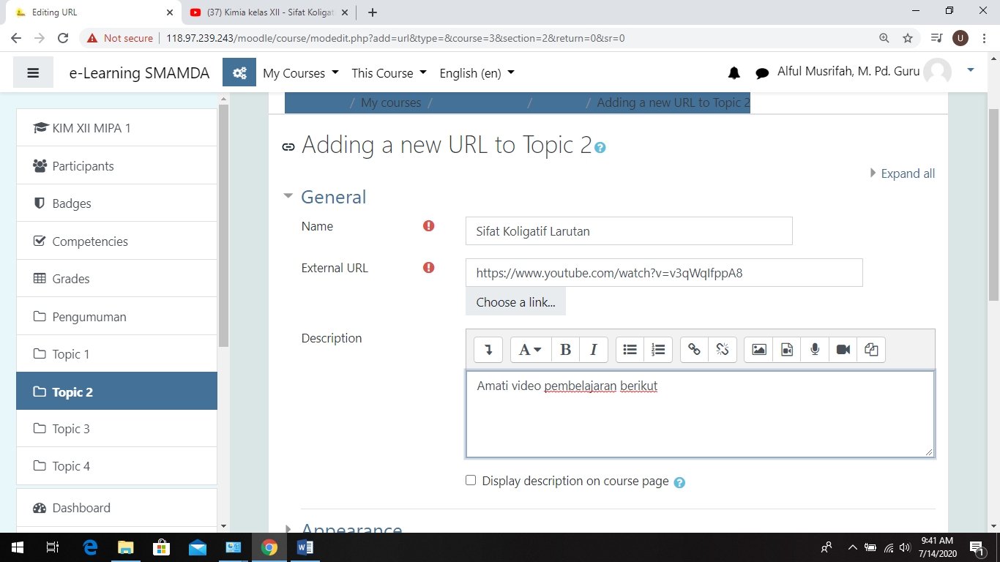 Editing URL
(37) Kimia kelas XII - Sifat Koligat
Not secure
118.97.239.243/moodle/course/modedit.php?add=url&type=&course=3&section=2&return=0&sr=0
U
e-Learning SMAMDA
My Courses
This Course
English (en)
Alful Musrifah, M. Pd. Guru
/ My courses / / / Adding a new URL to Topic 2
KIM XII MIPA 1
Participants
Badges
Competencies
Grades
Pengumuman
Topic 1
Topic 2
Topic 3
Topic 4
Dashboard
Adding a new URL to Topic 2
Expand all
General
Name
Sifat Koligatif Larutan
External URL
https://www.youtube.com/watch?v=v3qWqIfppA8
Choose a link...
Description
A B I
Amati video pembelajaran berikut
Display description on course page
Appearance
9:41 AM
7/14/2020
1